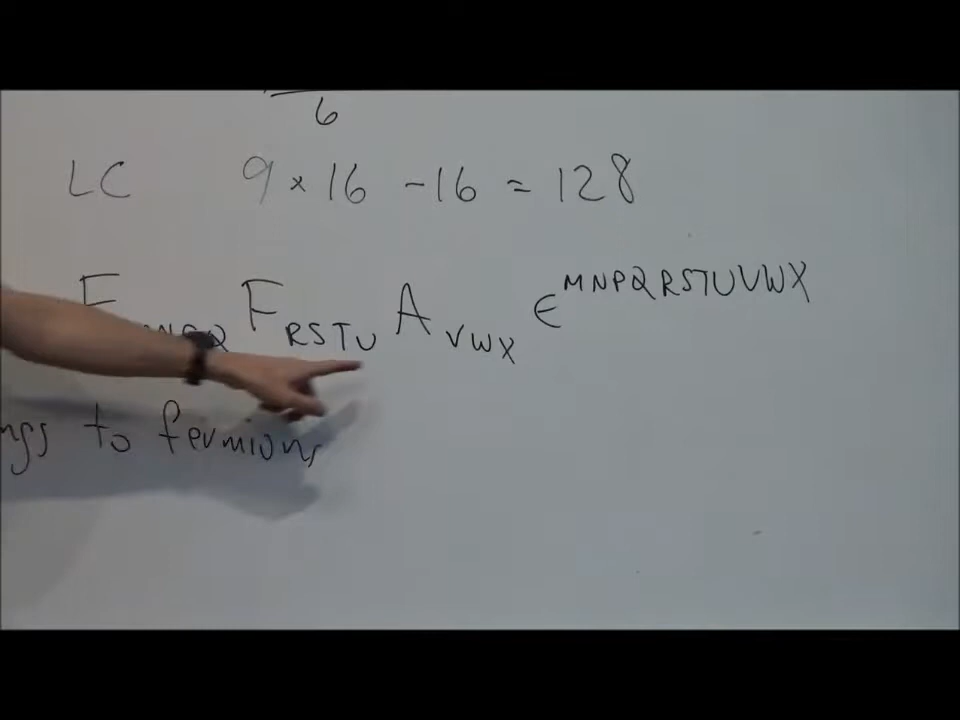 6
LC 9 × 16 - 16 = 128
F F_RSTU A_VWX ε^MNPQRSTUVWX
to fermions